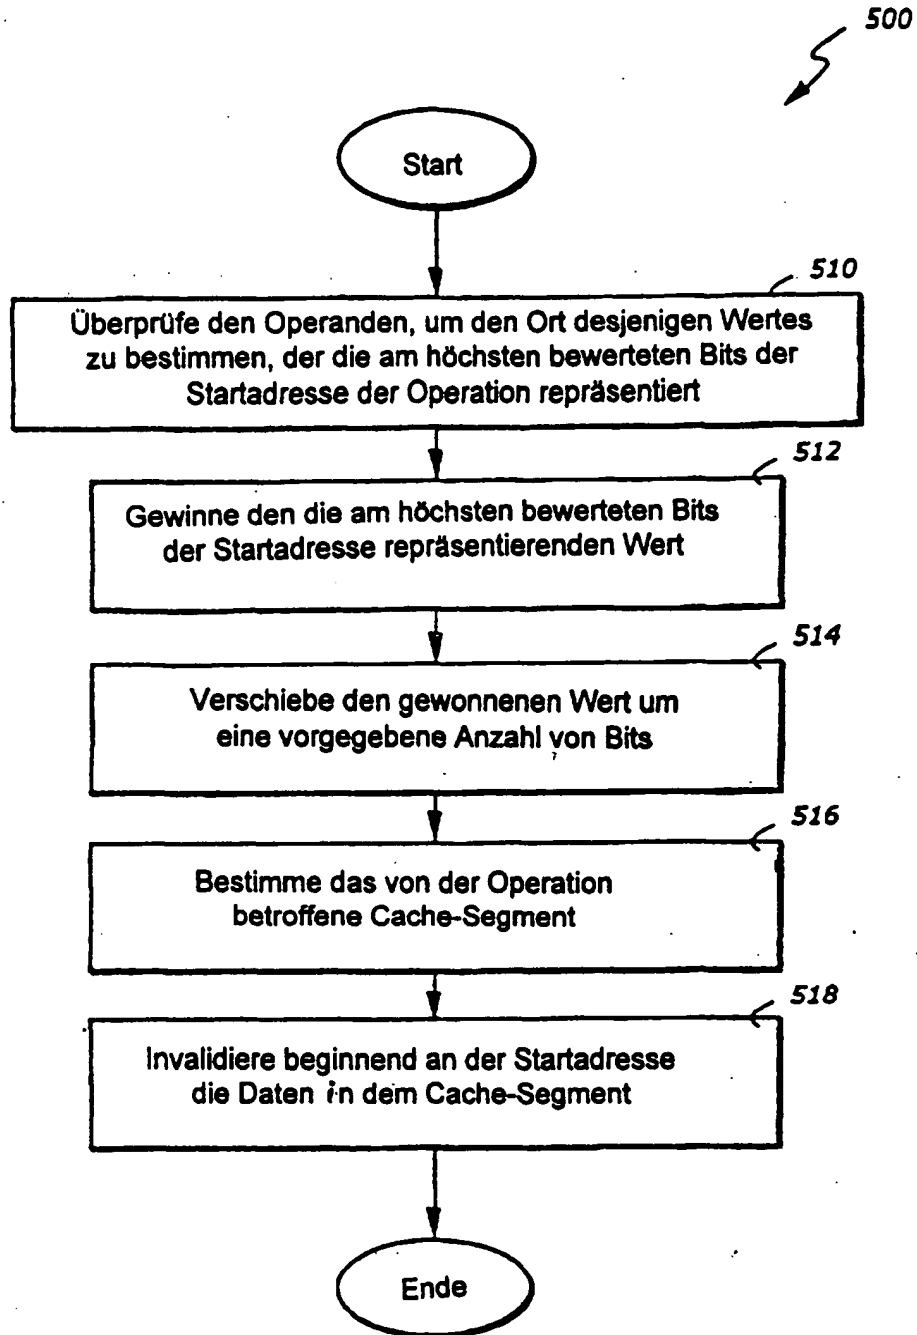 500
Start
510
Überprüfe den Operanden, um den Ort desjenigen Wertes
zu bestimmen, der die am höchsten bewerteten Bits der
Startadresse der Operation repräsentiert
512
Gewinne den die am höchsten bewerteten Bits
der Startadresse repräsentierenden Wert
514
Verschiebe den gewonnenen Wert um
eine vorgegebene Anzahl von Bits
516
Bestimme das von der Operation
betroffene Cache-Segment
518
Invalidiere beginnend an der Startadresse
die Daten in dem Cache-Segment
Ende